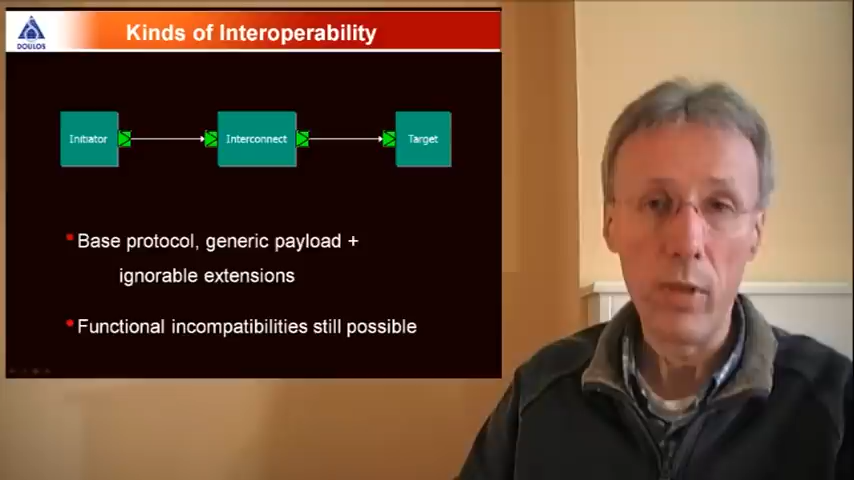 DOULOS
Kinds of Interoperability
Initiator
Interconnect
Target
Base protocol, generic payload +
ignorable extensions
Functional incompatibilities still possible